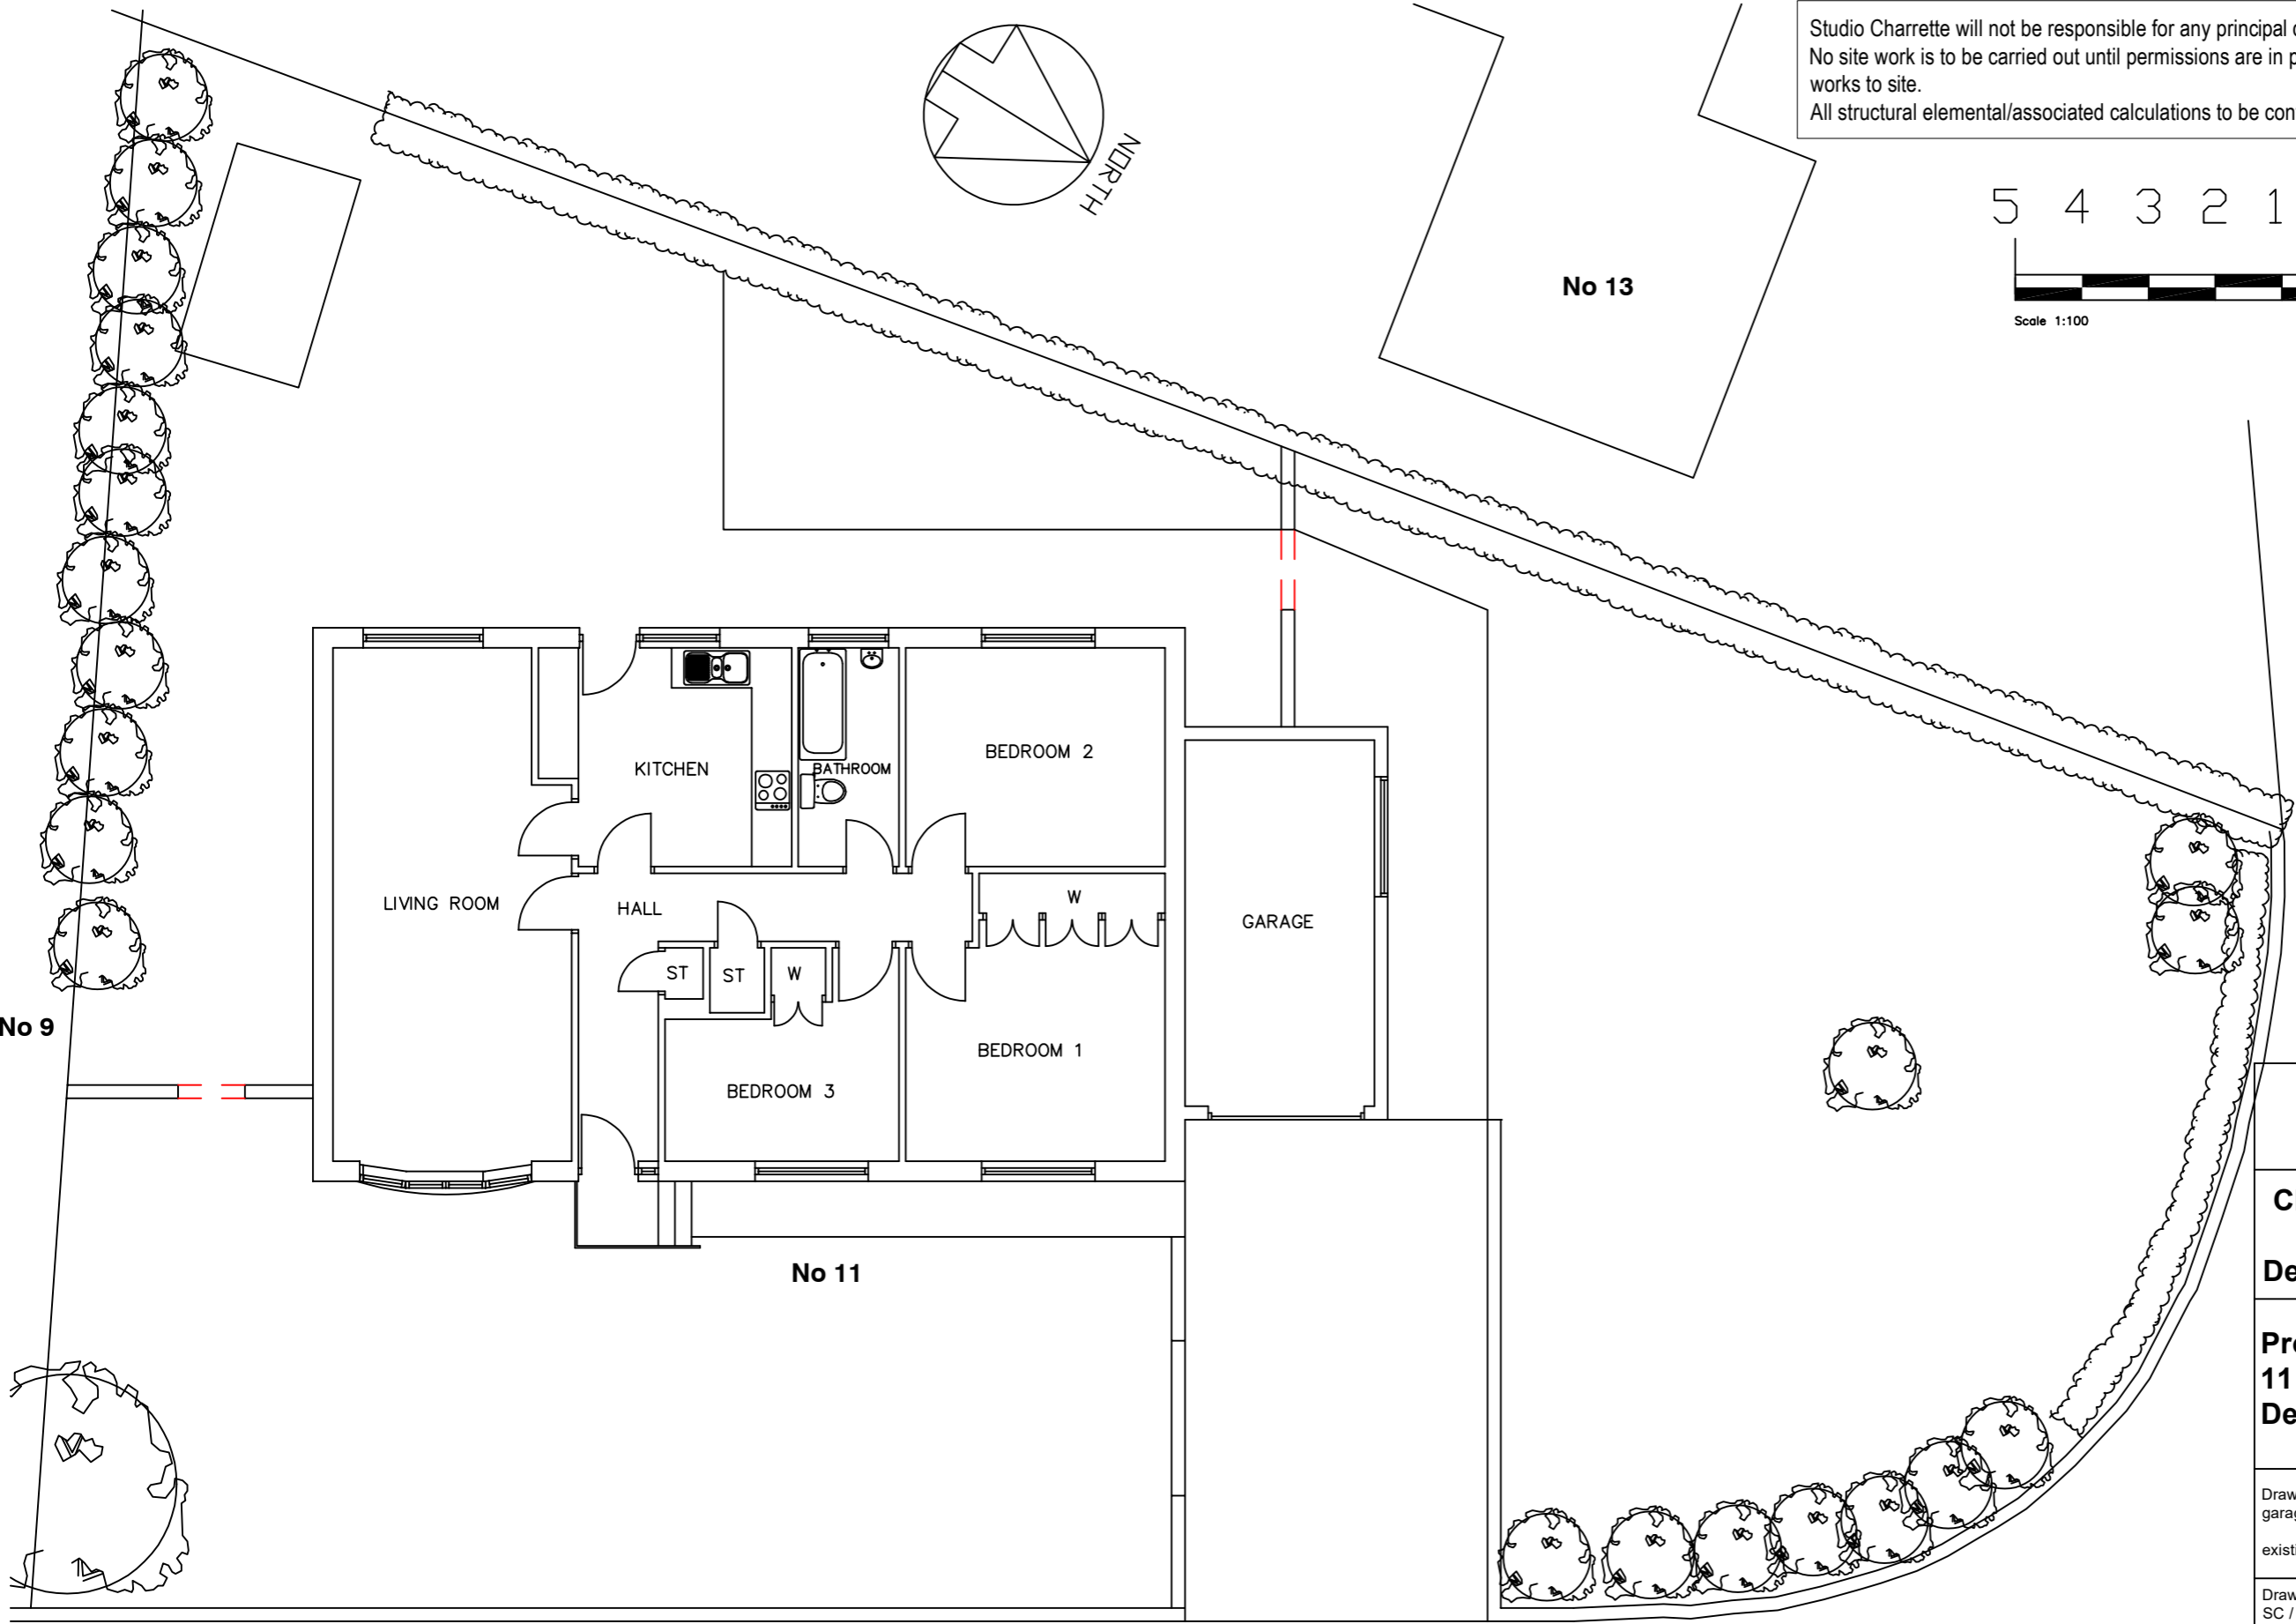 Studio Charrette will not be responsible for any principal
No site work is to be carried out until permissions are in
works to site.
All structural elemental/associated calculations to be
NORTH
5 4 3 2 1
Scale 1:100
No 13
KITCHEN
BATHROOM
BEDROOM 2
LIVING ROOM
HALL
W
GARAGE
ST
ST
W
No 9
BEDROOM 3
BEDROOM 1
No 11
11
SC /